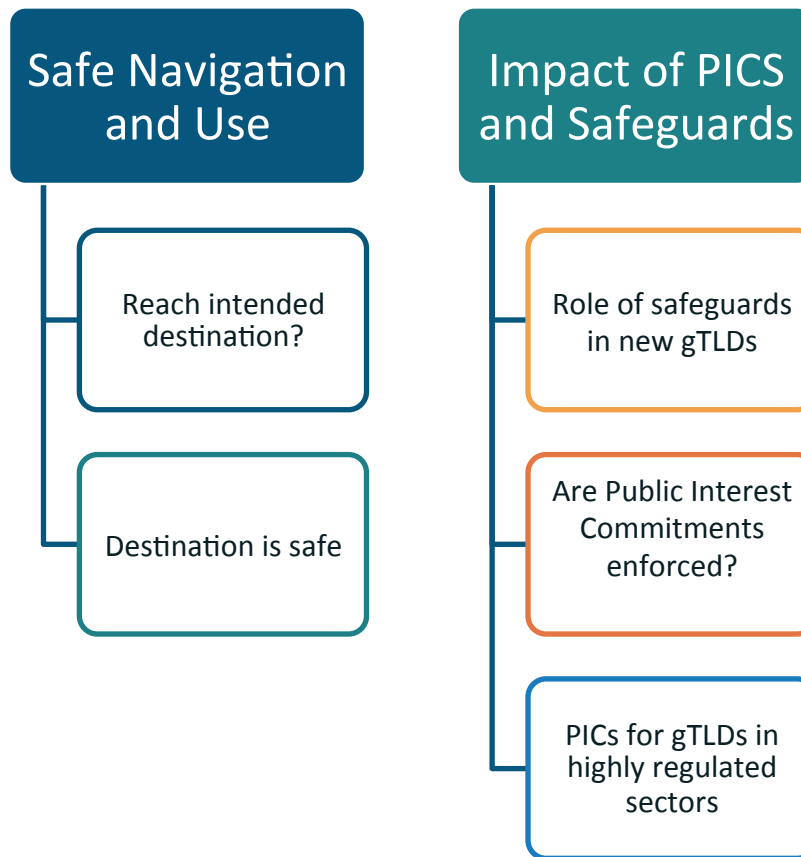 Safe Navigation
and Use
Reach intended
destination?
Destination is safe
Impact of PICS
and Safeguards
Role of safeguards
in new gTLDs
Are Public Interest
Commitments
enforced?
PICs for gTLDs in
highly regulated
sectors